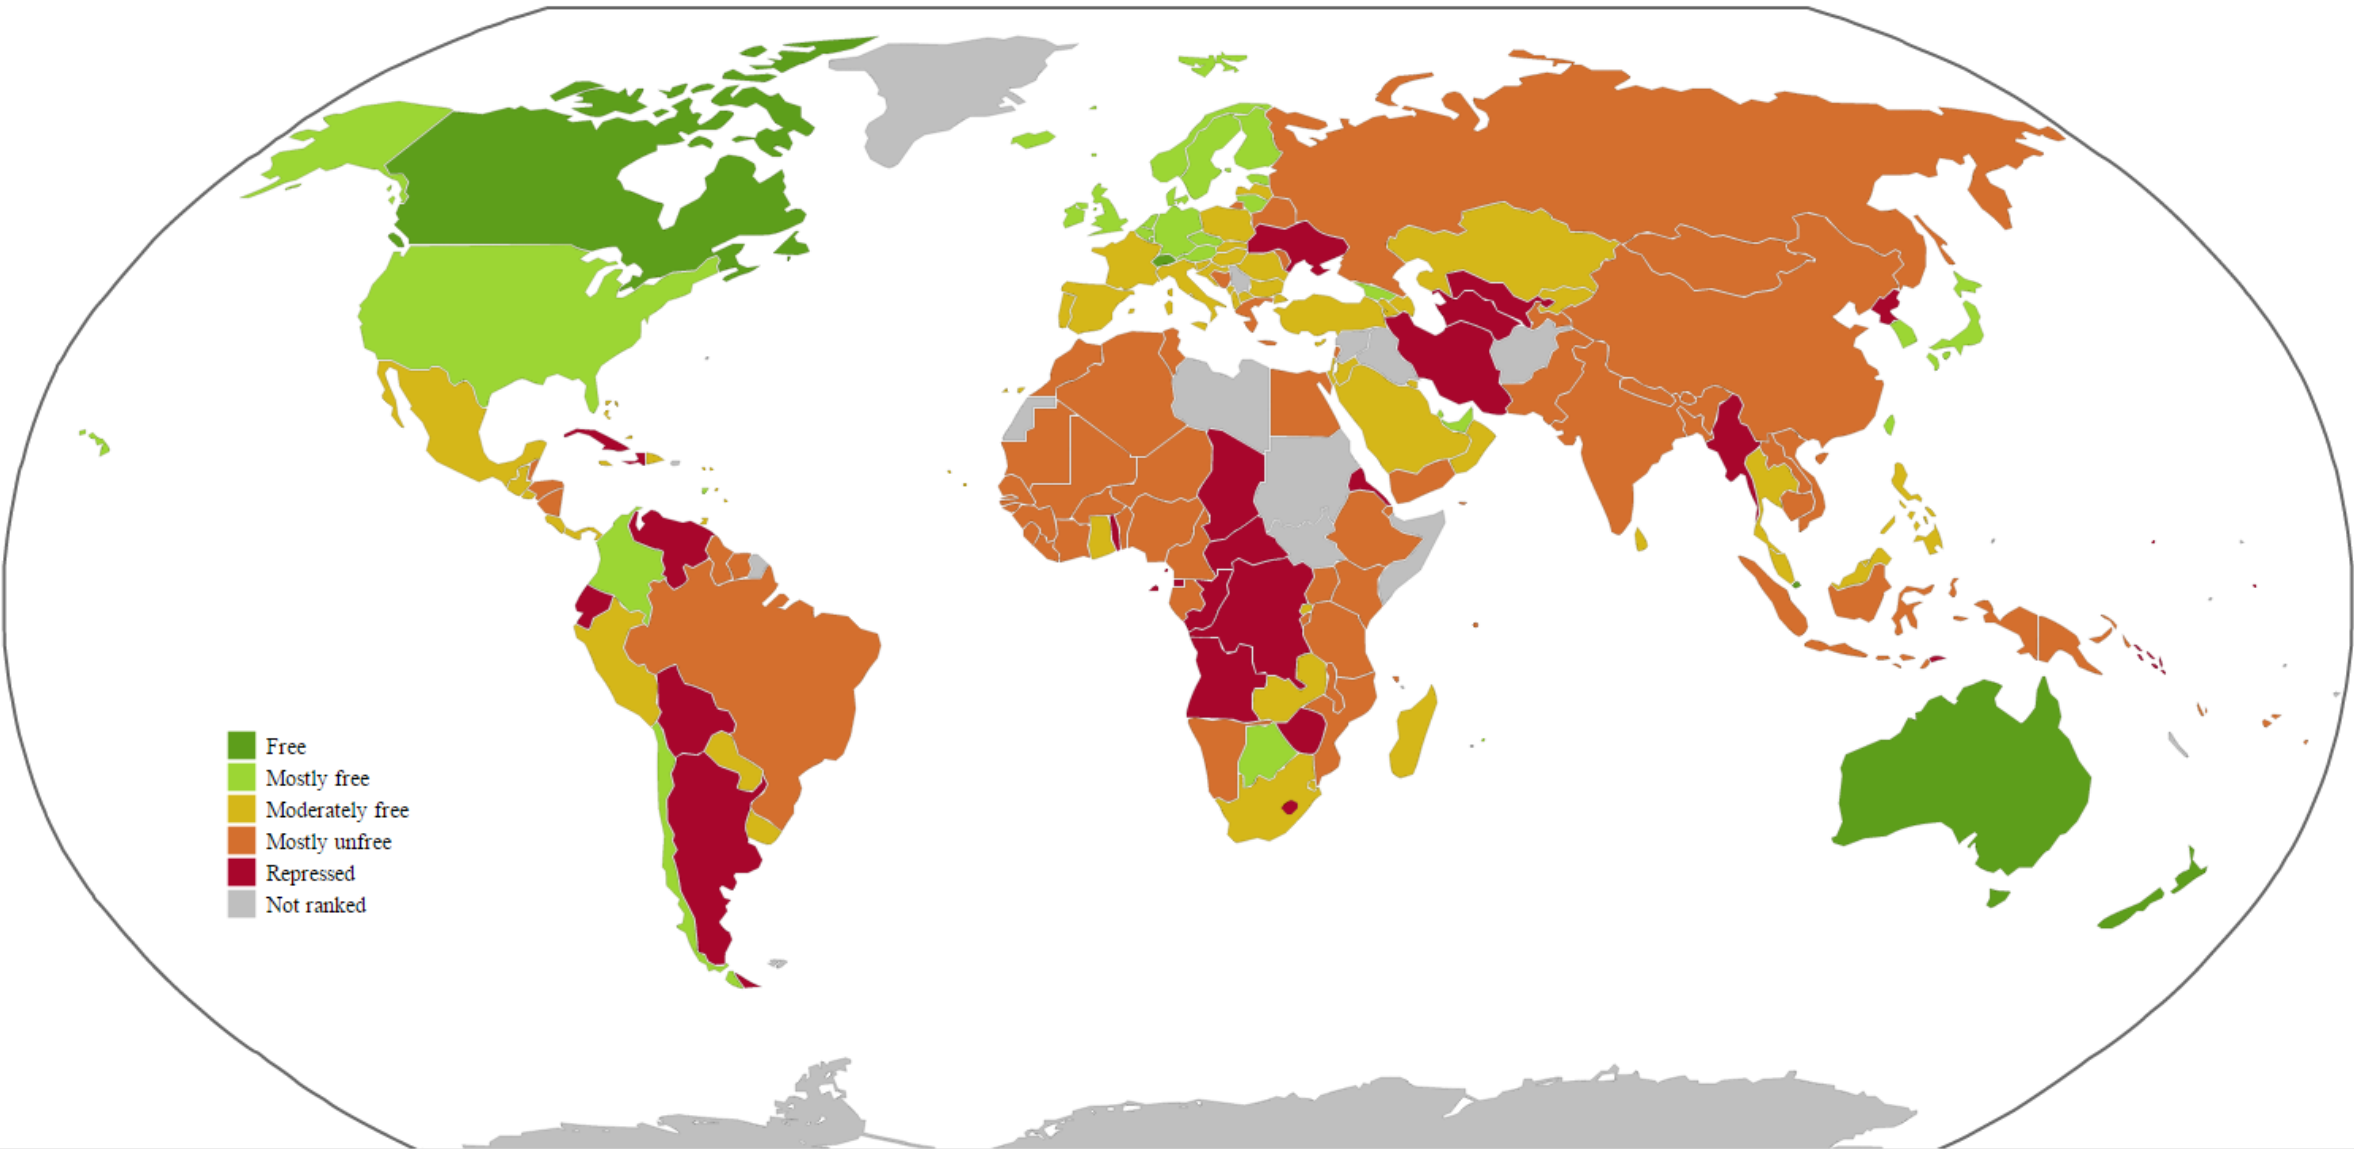 Free
Mostly free
Moderately free
Mostly unfree
Repressed
Not ranked